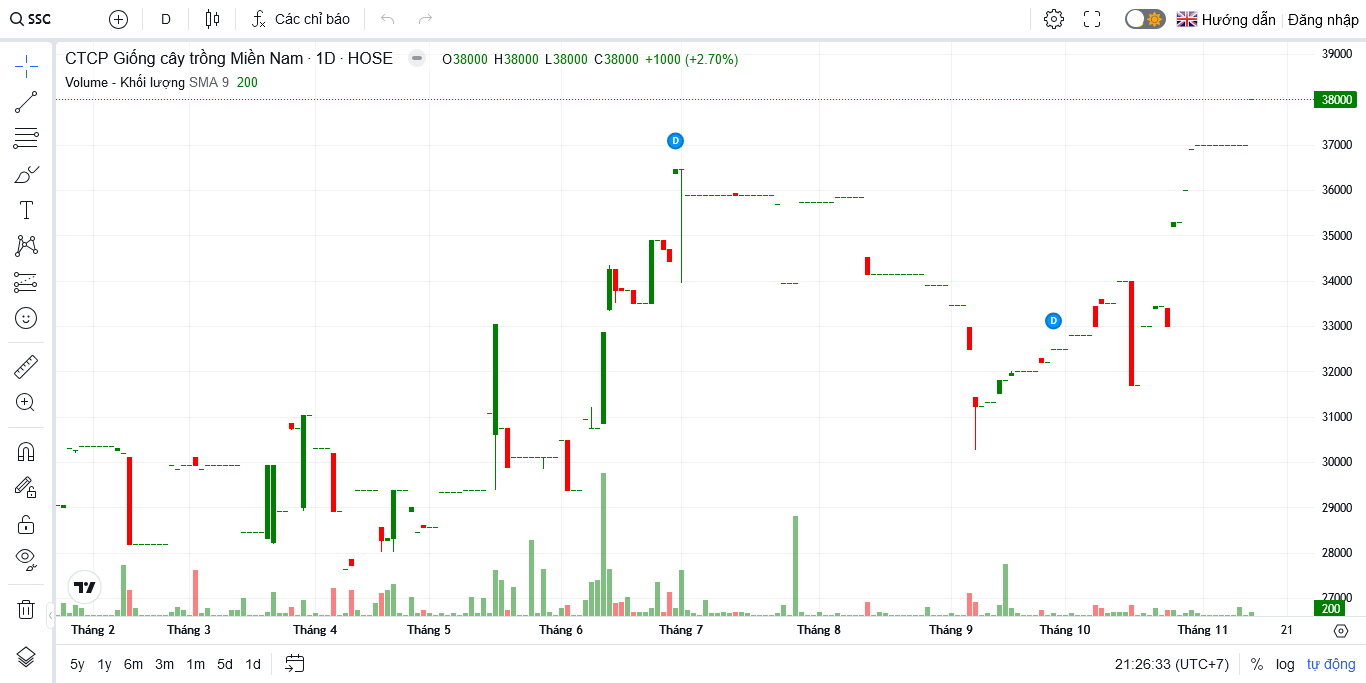 SSC D Các chỉ báo Hướng dẫn Đăng nhập
CTCP Giống cây trồng Miền Nam · 1D · HOSE O38000 H38000 L38000 C38000 +1000 (+2.70%)
Volume - Khối lượng SMA 9 200
39000
38000
37000
36000
35000
34000
33000
32000
31000
30000
29000
28000
27000
200
D
D
T
Tháng 2 Tháng 3 Tháng 4 Tháng 5 Tháng 6 Tháng 7 Tháng 8 Tháng 9 Tháng 10 Tháng 11 21
5y 1y 6m 3m 1m 5d 1d 21:26:33 (UTC+7) % log tự động